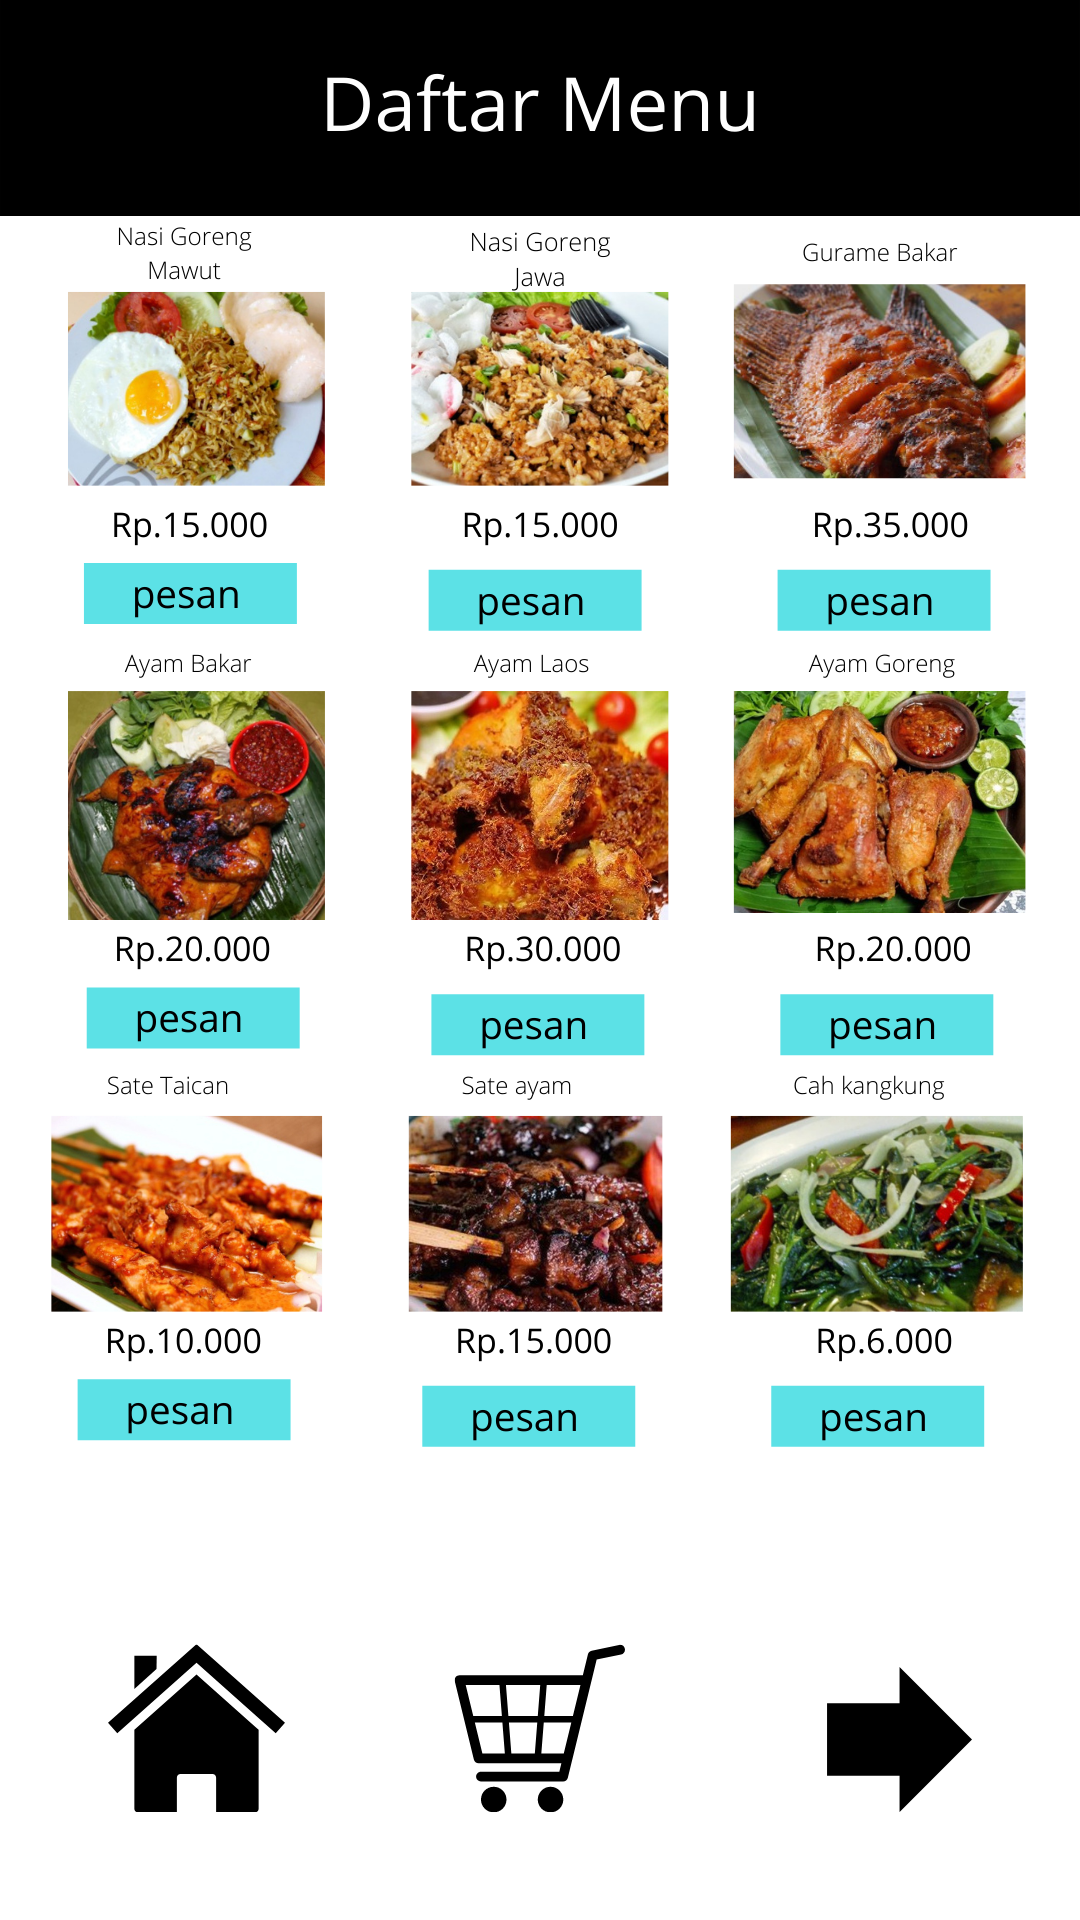 Daftar Menu
Nasi Goreng
Mawut
Nasi Goreng
Jawa
Gurame Bakar
Rp.15.000
Rp.15.000
Rp.35.000
pesan
pesan
pesan
Ayam Bakar
Ayam Laos
Ayam Goreng
Rp.20.000
Rp.30.000
Rp.20.000
pesan
pesan
pesan
Sate Taican
Sate ayam
Cah kangkung
Rp.10.000
Rp.15.000
Rp.6.000
pesan
pesan
pesan